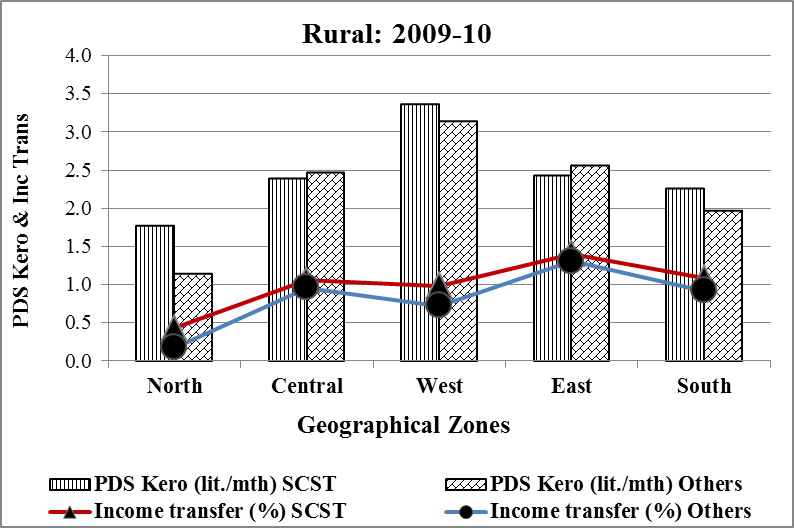 Rural: 2009-10
PDS Kero & Inc Trans
4.0
3.5
3.0
2.5
2.0
1.5
1.0
0.5
0.0
North Central West East South
Geographical Zones
PDS Kero (lit./mth) SCST PDS Kero (lit./mth) Others
Income transfer (%) SCST Income transfer (%) Others